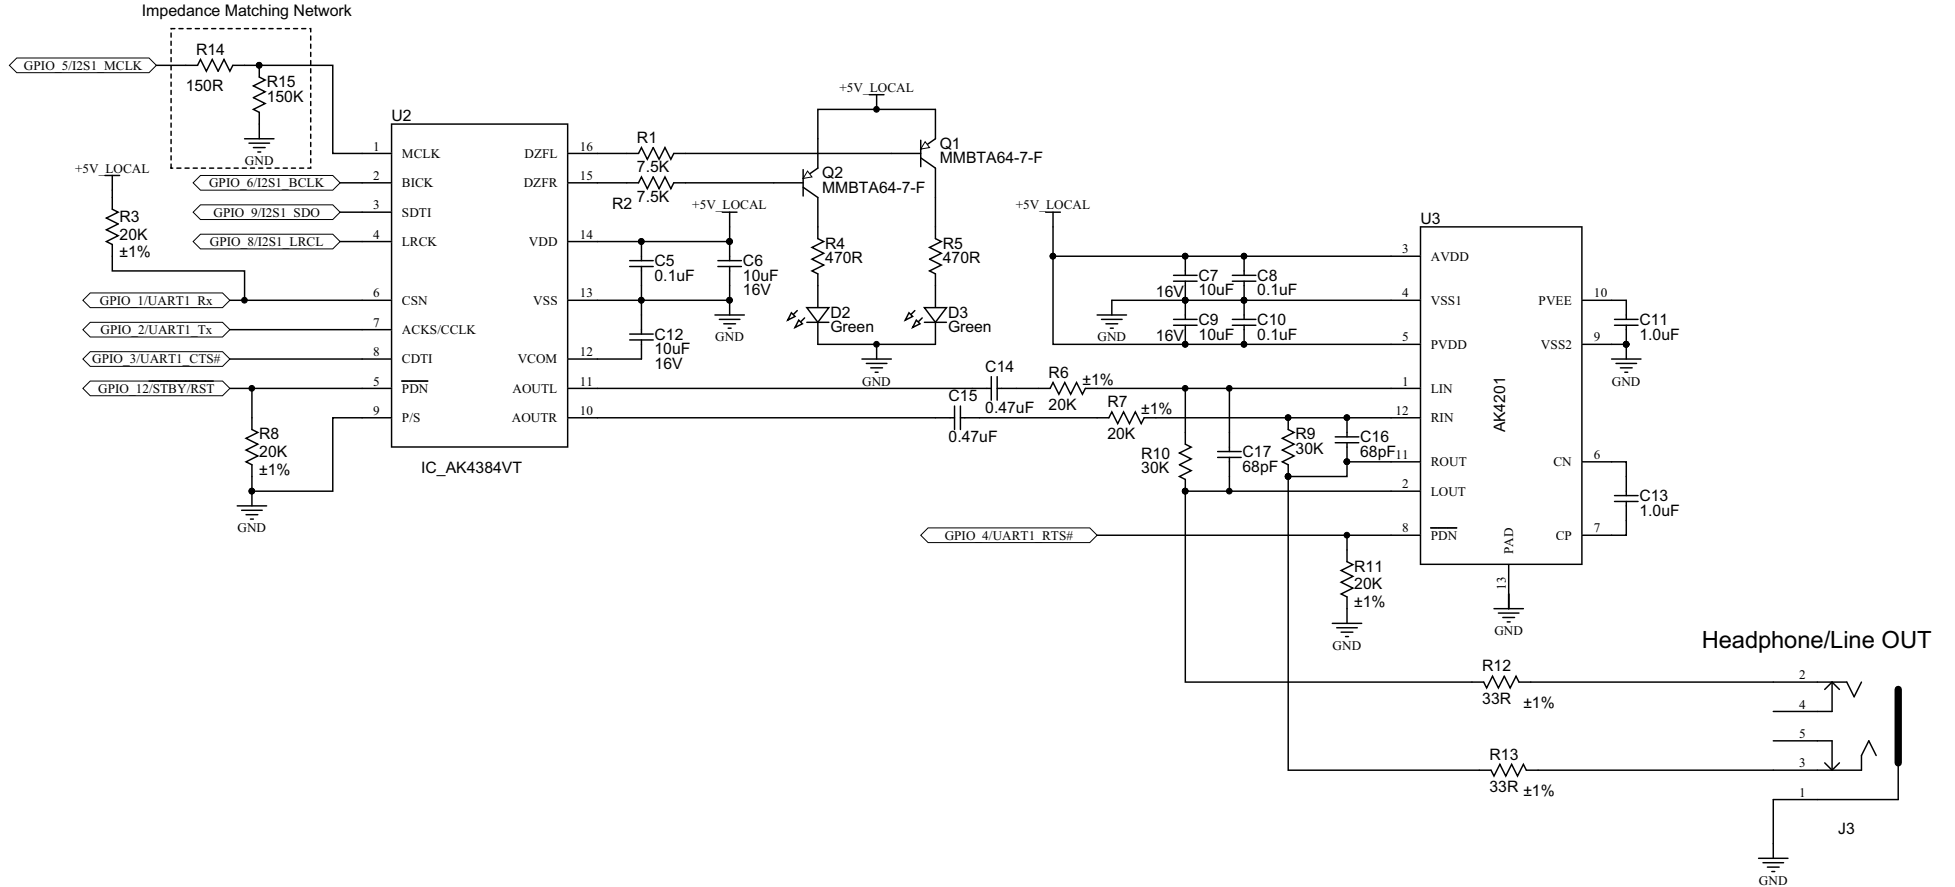 Impedance Matching Network
GPIO_5/I2S1_MCLK
R14
150R
R15
150K
GND
+5V_LOCAL
R3
20K
±1%
GPIO_6/I2S1_BCLK
GPIO_9/I2S1_SDO
GPIO_8/I2S1_LRCL
GPIO_1/UART1_Rx
GPIO_2/UART1_Tx
GPIO_3/UART1_CTS#
GPIO_12/STBY/RST
R8
20K
±1%
GND
U2
1 MCLK
2 BICK
3 SDTI
4 LRCK
6 CSN
7 ACKS/CCLK
8 CDTI
5 PDN
9 P/S
DZFL 16
DZFR 15
VDD 14
VSS 13
VCOM 12
AOUTL 11
AOUTR 10
IC_AK4384VT
R1
7.5K
R2
7.5K
+5V_LOCAL
Q1
MMBTA64-7-F
Q2
MMBTA64-7-F
+5V_LOCAL
C5
0.1uF
C6
10uF
16V
GND
C12
10uF
16V
R4
470R
R5
470R
D2
Green
D3
Green
GND
C14
0.47uF
C15
0.47uF
R6
±1%
20K
R7
±1%
20K
+5V_LOCAL
GND
C7
10uF
16V
C8
0.1uF
C9
10uF
16V
C10
0.1uF
R10
30K
C17
68pF
R9
30K
C16
68pF
U3
3 AVDD
4 VSS1
5 PVDD
1 LIN
12 RIN
11 ROUT
2 LOUT
8 PDN
AK4201
PVEE 10
VSS2 9
CN 6
CP 7
PAD
13
GND
C11
1.0uF
GND
C13
1.0uF
GPIO_4/UART1_RTS#
R11
20K
±1%
GND
Headphone/Line OUT
R12
33R
±1%
R13
33R
±1%
2
4
5
3
1
J3
GND